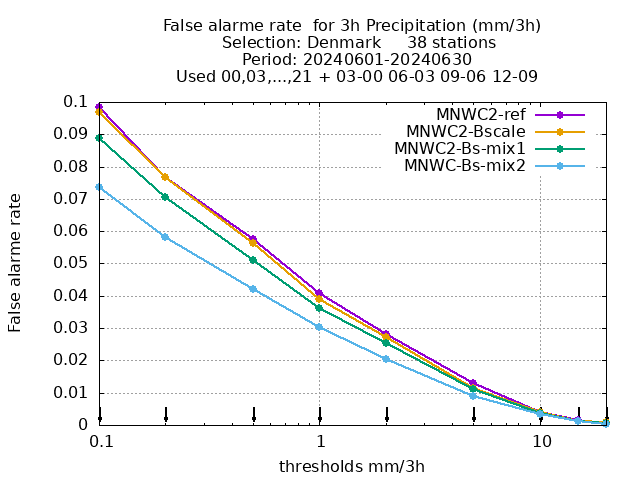 False alarme rate  for 3h Precipitation (mm/3h)
Selection: Denmark     38 stations
Period: 20240601-20240630
Used 00,03,...,21 + 03-00 06-03 09-06 12-09
MNWC2-ref
MNWC2-Bscale
MNWC2-Bs-mix1
MNWC-Bs-mix2
False alarme rate
0.1
0.09
0.08
0.07
0.06
0.05
0.04
0.03
0.02
0.01
0
0.1 1 10
thresholds mm/3h